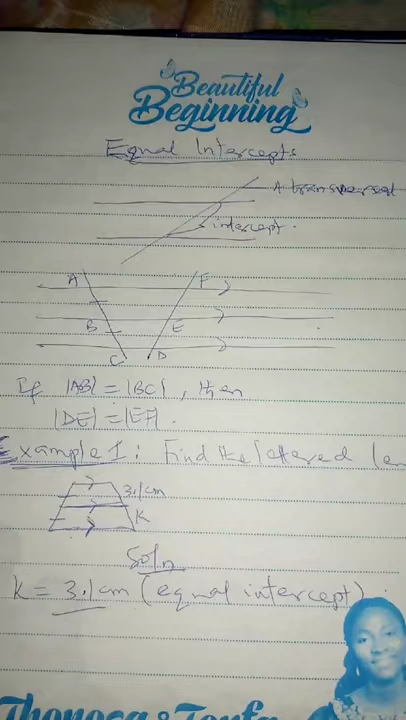 Beautiful
Beginning
Equal Intercepts
A transversal
intercept.
A F
B E
C D
If |AB| = |BC|, then
|DE| = |EF|.
Example 1: Find the lettered
3.1cm
K
Soln
K = 3.1cm (equal intercept)